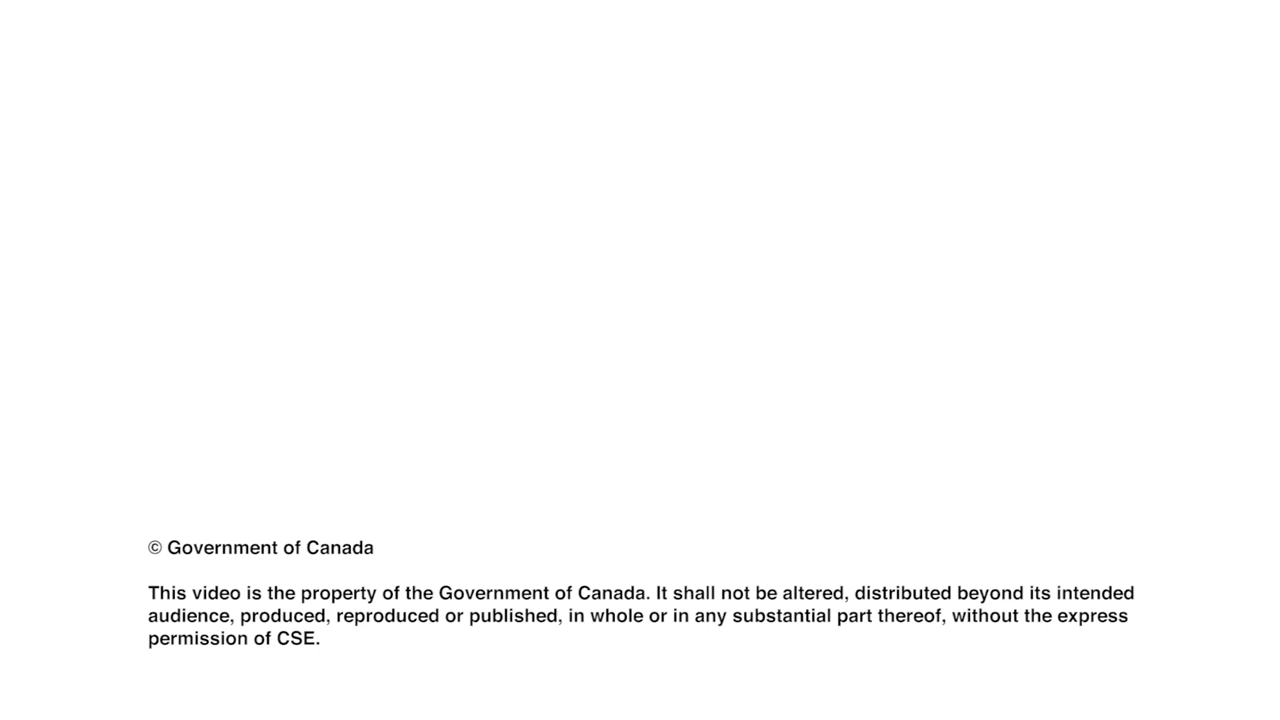 © Government of Canada
This video is the property of the Government of Canada. It shall not be altered, distributed beyond its intended
audience, produced, reproduced or published, in whole or in any substantial part thereof, without the express
permission of CSE.